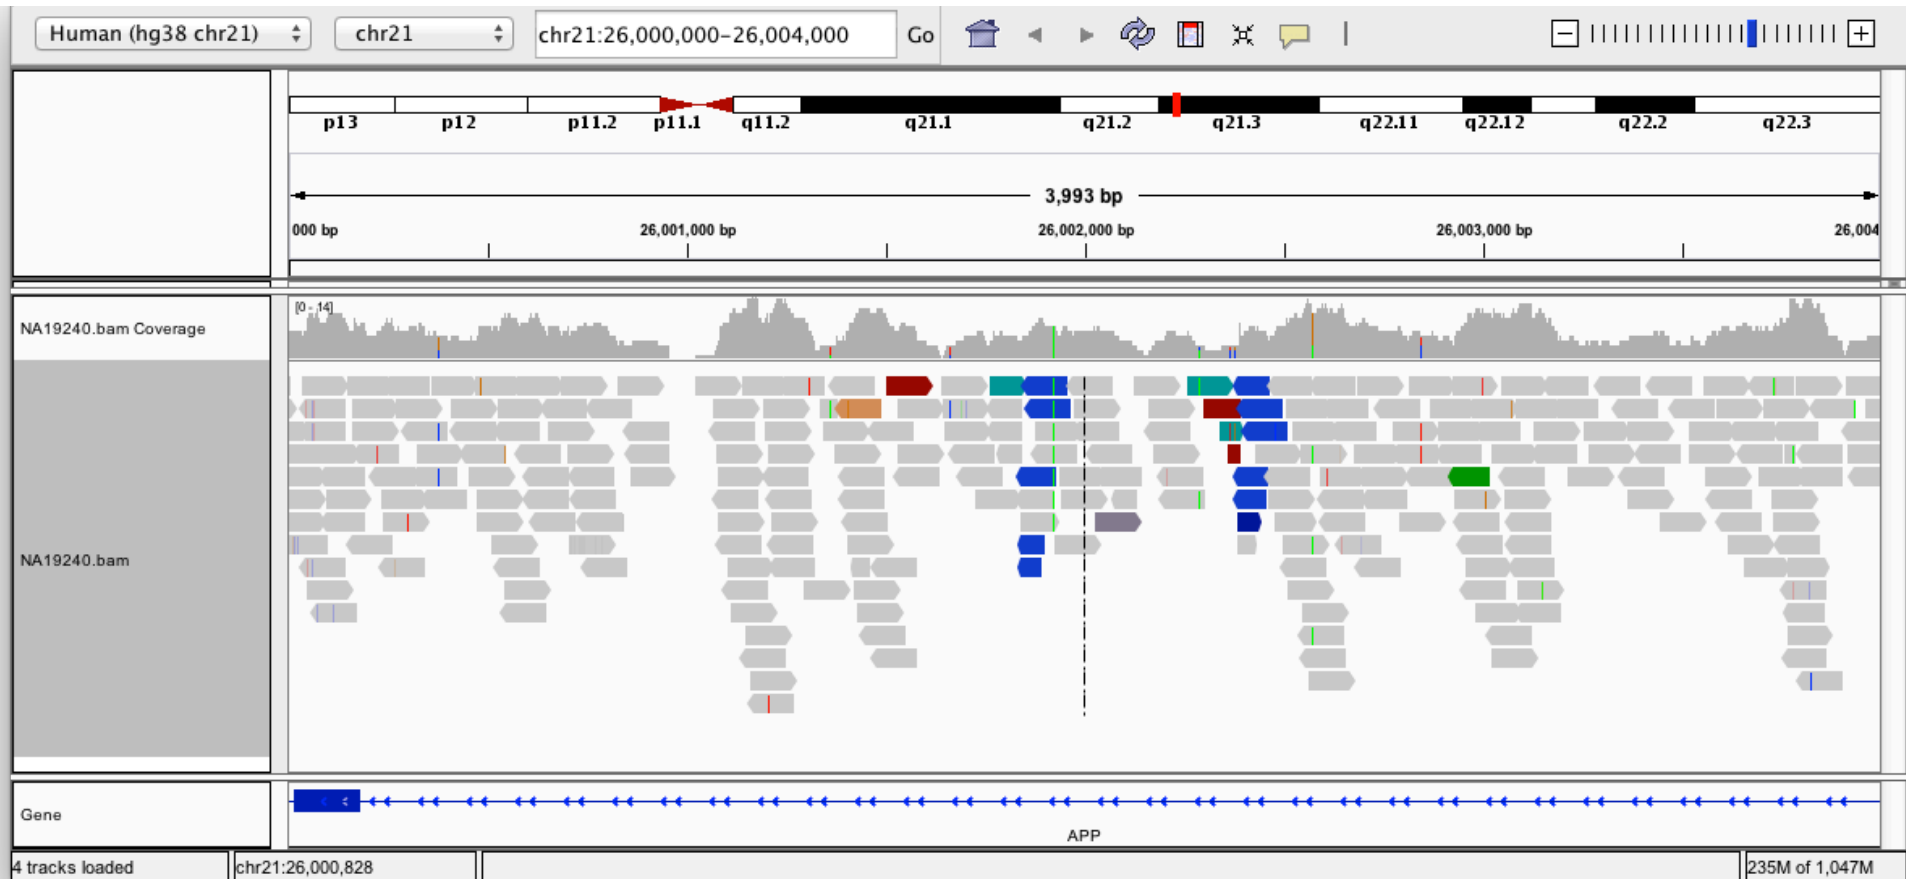 Human (hg38 chr21) chr21 chr21:26,000,000-26,004,000 Go
p13 p12 p11.2 p11.1 q11.2 q21.1 q21.2 q21.3 q22.11 q22.12 q22.2 q22.3
3,993 bp
000 bp 26,001,000 bp 26,002,000 bp 26,003,000 bp 26,004
[0 - 14]
NA19240.bam Coverage
NA19240.bam
Gene
APP
4 tracks loaded chr21:26,000,828 235M of 1,047M